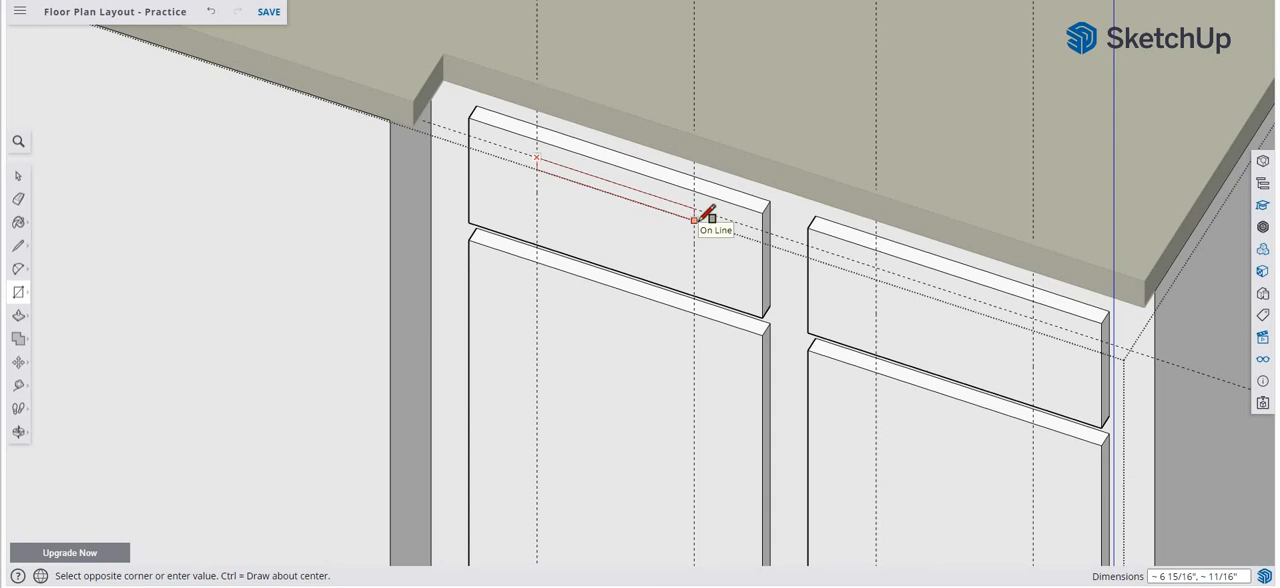 Floor Plan Layout - Practice
SAVE
SketchUp
On Line
Upgrade Now
Select opposite corner or enter value. Ctrl = Draw about center.
Dimensions ~ 6 15/16", ~ 11/16"